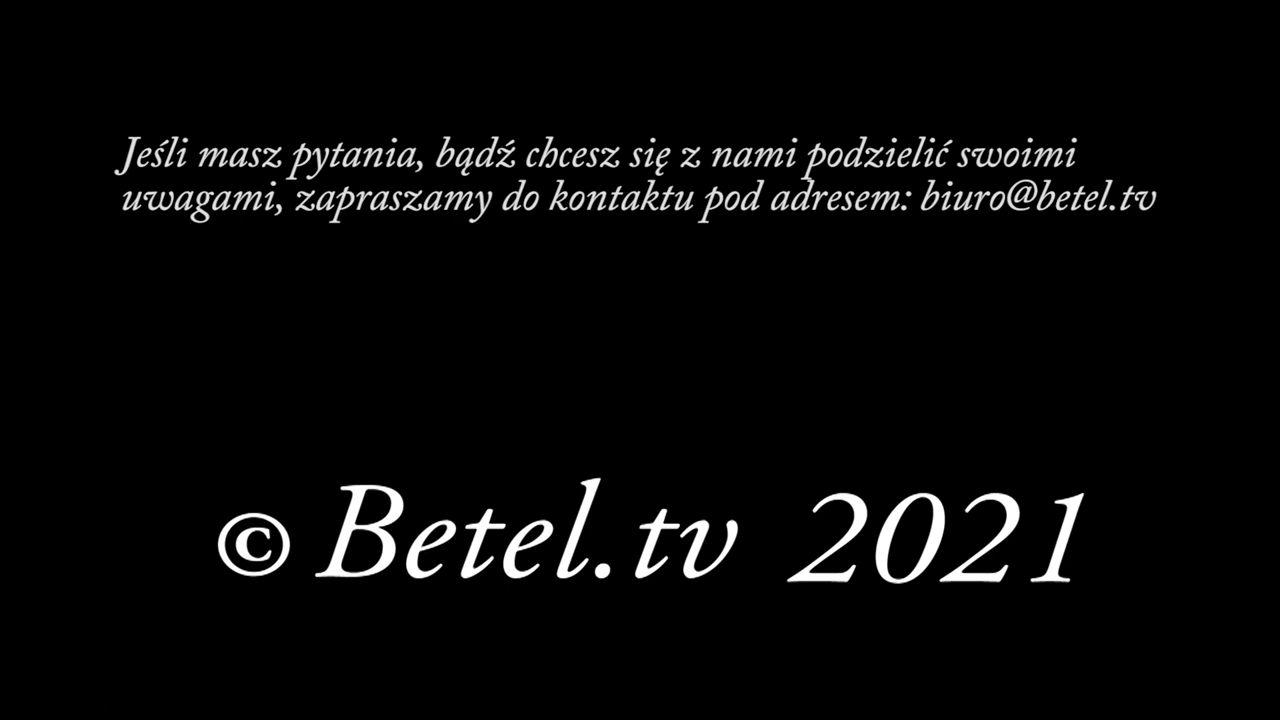 Jeśli masz pytania, bądź chcesz się z nami podzielić swoimi
uwagami, zapraszamy do kontaktu pod adresem: biuro@betel.tv
© Betel.tv 2021